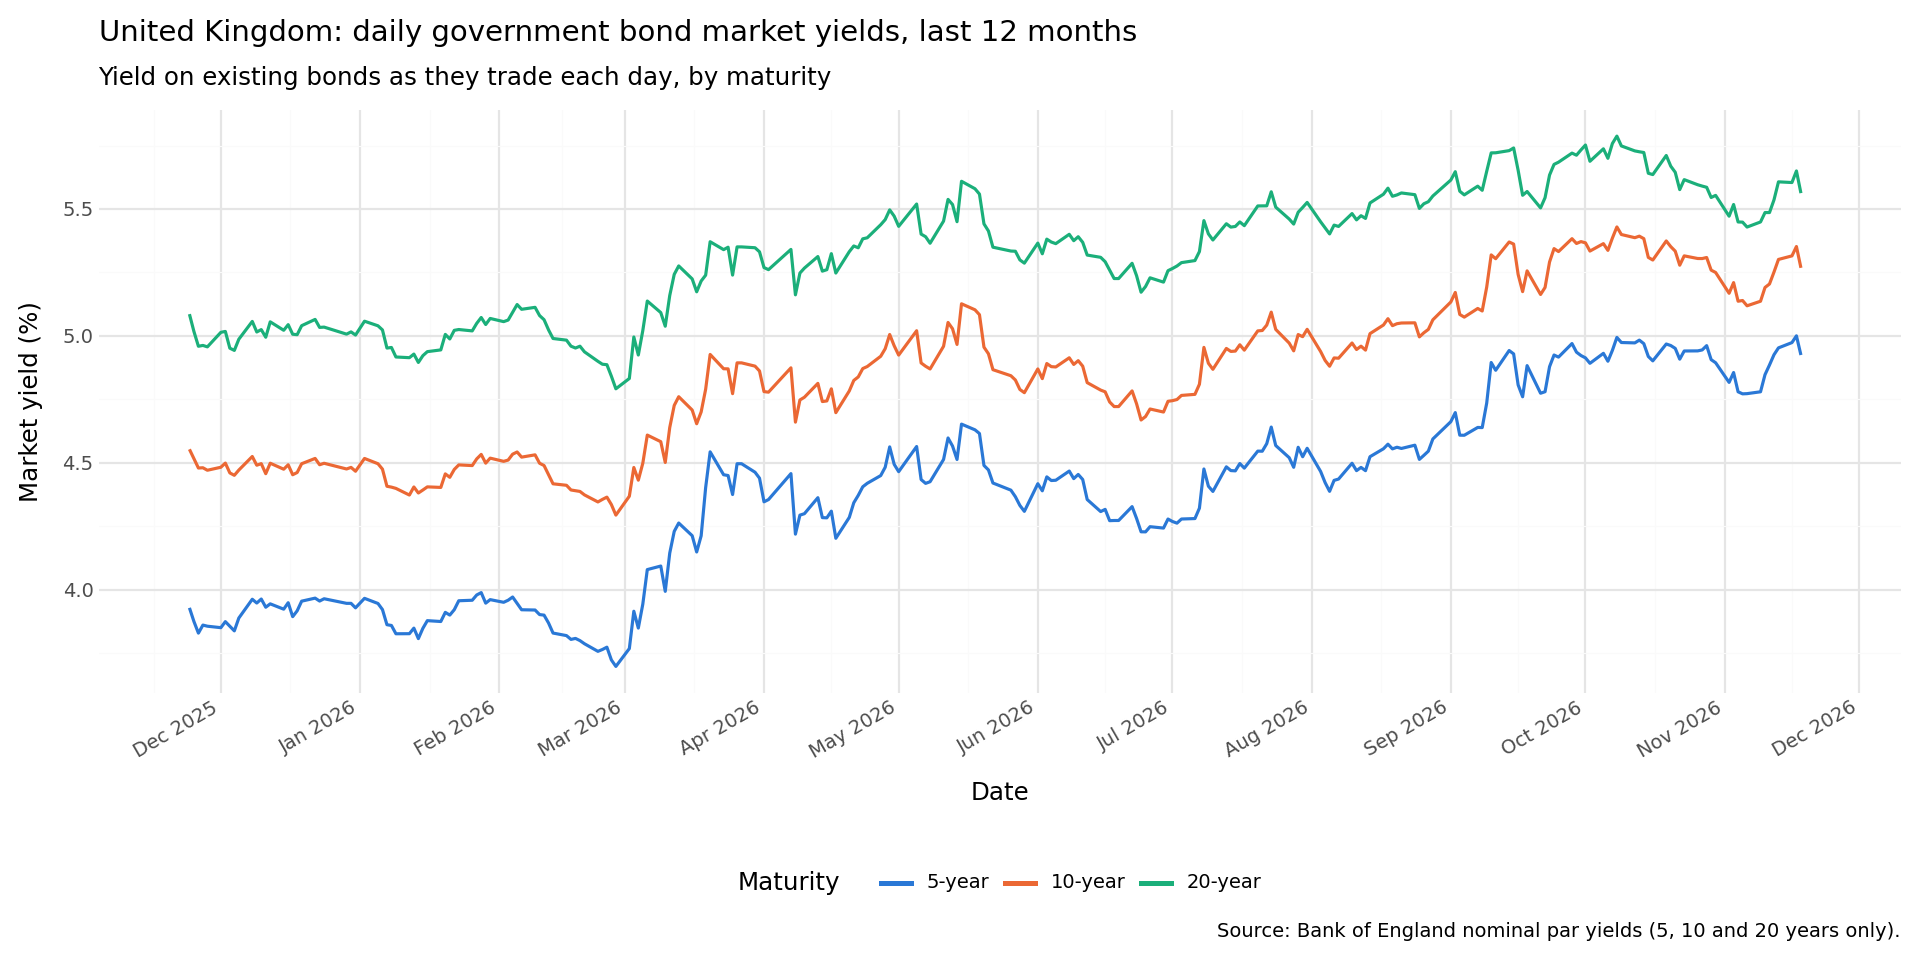 United Kingdom: daily government bond market yields, last 12 months
Yield on existing bonds as they trade each day, by maturity
Market yield (%)
5.5
5.0
4.5
4.0
Dec 2025
Jan 2026
Feb 2026
Mar 2026
Apr 2026
May 2026
Jun 2026
Jul 2026
Aug 2026
Sep 2026
Oct 2026
Nov 2026
Dec 2026
Date
Maturity 5-year 10-year 20-year
Source: Bank of England nominal par yields (5, 10 and 20 years only).